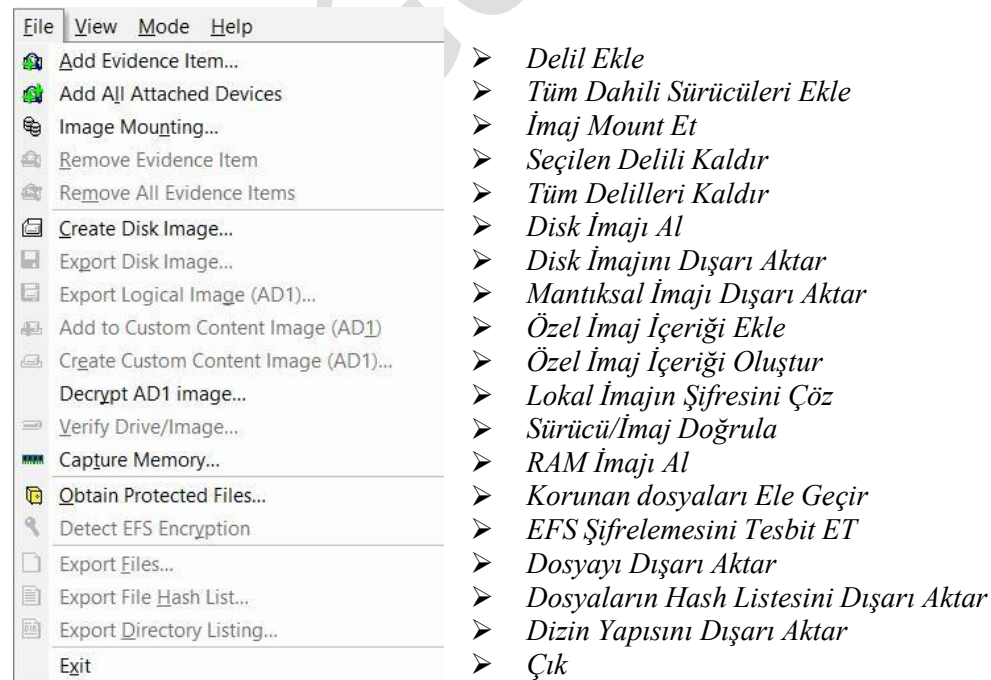 File View Mode Help
Add Evidence Item...
Add All Attached Devices
Image Mounting...
Remove Evidence Item
Remove All Evidence Items
Create Disk Image...
Export Disk Image...
Export Logical Image (AD1)...
Add to Custom Content Image (AD1)
Create Custom Content Image (AD1)...
Decrypt AD1 image...
Verify Drive/Image...
Capture Memory...
Obtain Protected Files...
Detect EFS Encryption
Export Files...
Export File Hash List...
Export Directory Listing...
Exit
➢ Delil Ekle
➢ Tüm Dahili Sürücüleri Ekle
➢ İmaj Mount Et
➢ Seçilen Delili Kaldır
➢ Tüm Delilleri Kaldır
➢ Disk İmajı Al
➢ Disk İmajını Dışarı Aktar
➢ Mantıksal İmajı Dışarı Aktar
➢ Özel İmaj İçeriği Ekle
➢ Özel İmaj İçeriği Oluştur
➢ Lokal İmajın Şifresini Çöz
➢ Sürücü/İmaj Doğrula
➢ RAM İmajı Al
➢ Korunan dosyaları Ele Geçir
➢ EFS Şifrelemesini Tesbit ET
➢ Dosyayı Dışarı Aktar
➢ Dosyaların Hash Listesini Dışarı Aktar
➢ Dizin Yapısını Dışarı Aktar
➢ Çık